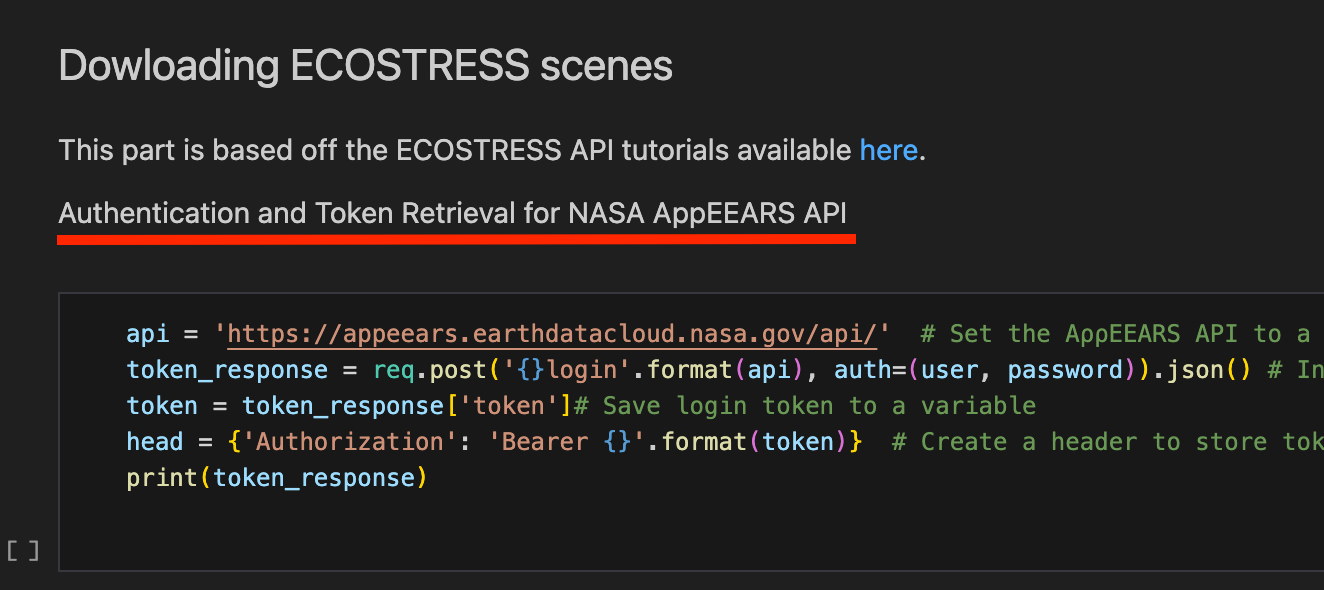 Dowloading ECOSTRESS scenes
This part is based off the ECOSTRESS API tutorials available here.
Authentication and Token Retrieval for NASA AppEEARS API
api = 'https://appeears.earthdatacloud.nasa.gov/api/'  # Set the AppEEARS API to a
token_response = req.post('{}login'.format(api), auth=(user, password)).json() # In
token = token_response['token']# Save login token to a variable
head = {'Authorization': 'Bearer {}'.format(token)}  # Create a header to store tok
print(token_response)
[ ]